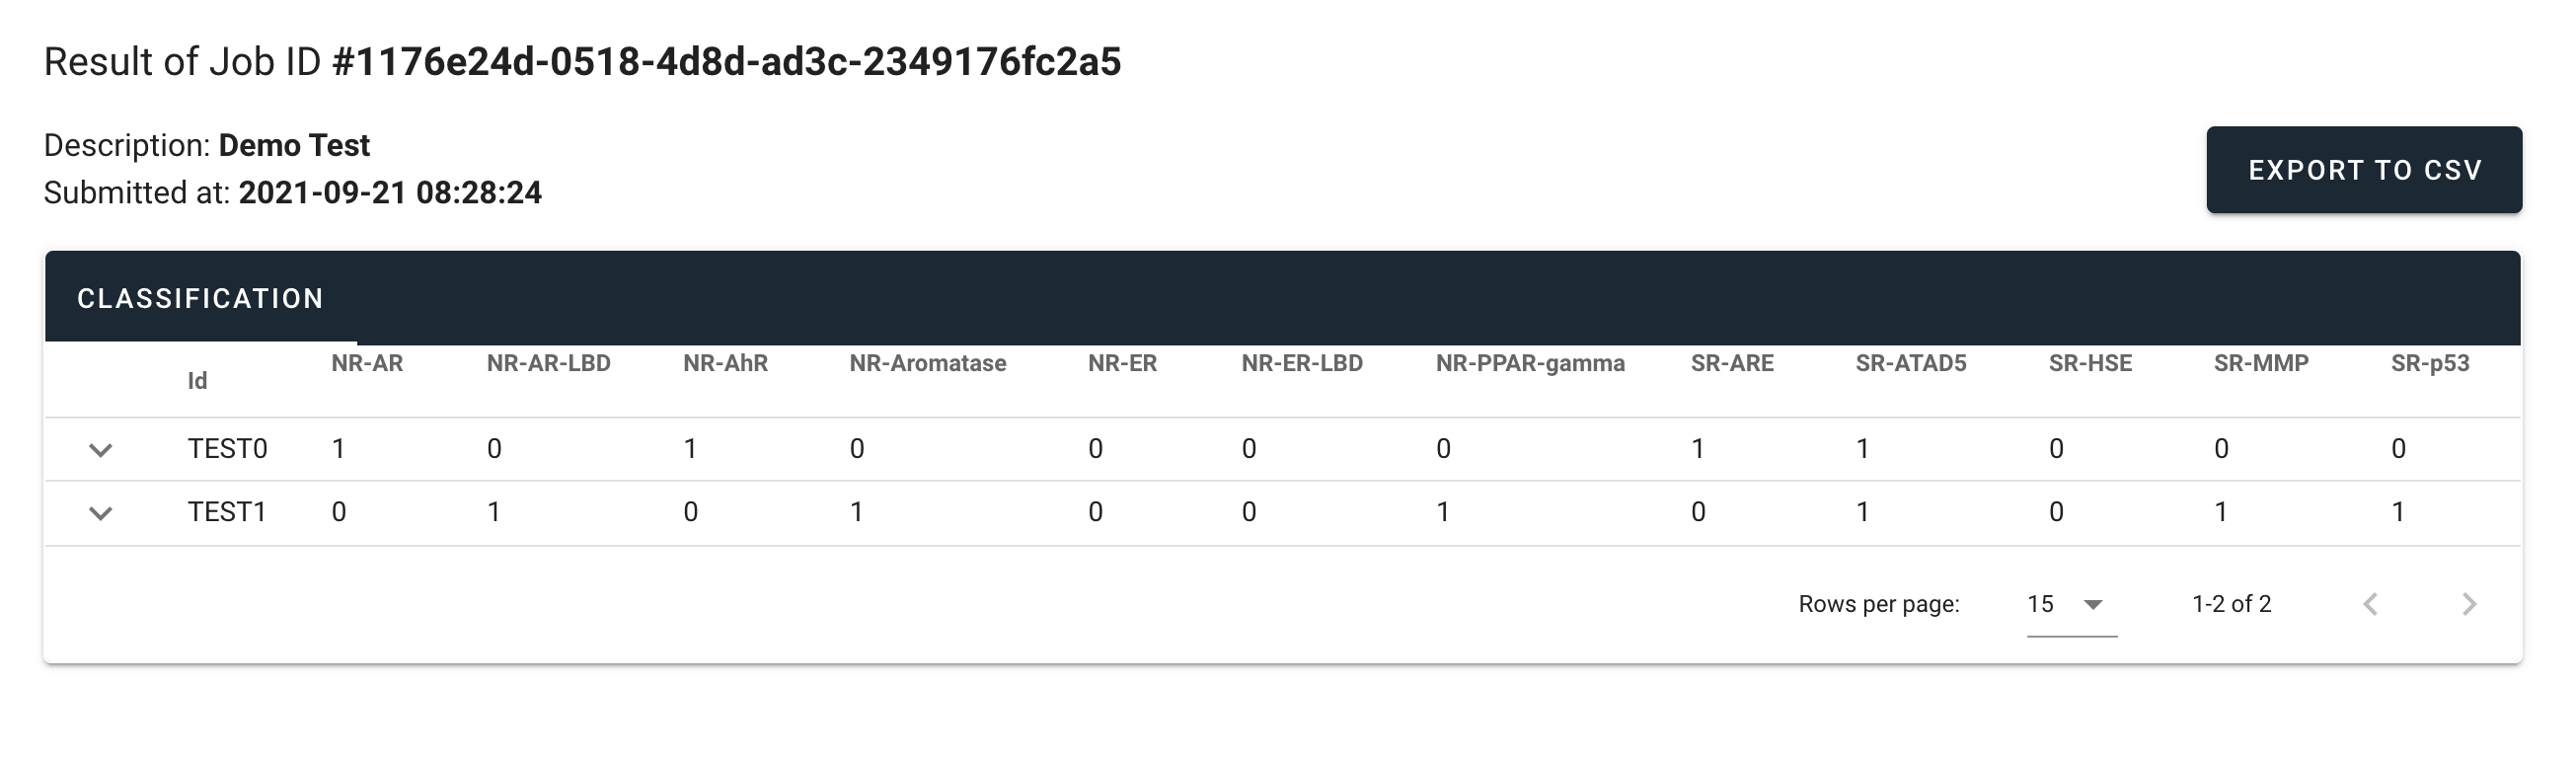 Result of Job ID #1176e24d-0518-4d8d-ad3c-2349176fc2a5
Description: Demo Test
Submitted at: 2021-09-21 08:28:24
EXPORT TO CSV
CLASSIFICATION
Id NR-AR NR-AR-LBD NR-AhR NR-Aromatase NR-ER NR-ER-LBD NR-PPAR-gamma SR-ARE SR-ATAD5 SR-HSE SR-MMP SR-p53
TEST0 1 0 1 0 0 0 0 1 1 0 0 0
TEST1 0 1 0 1 0 0 1 0 1 0 1 1
Rows per page: 15 1-2 of 2